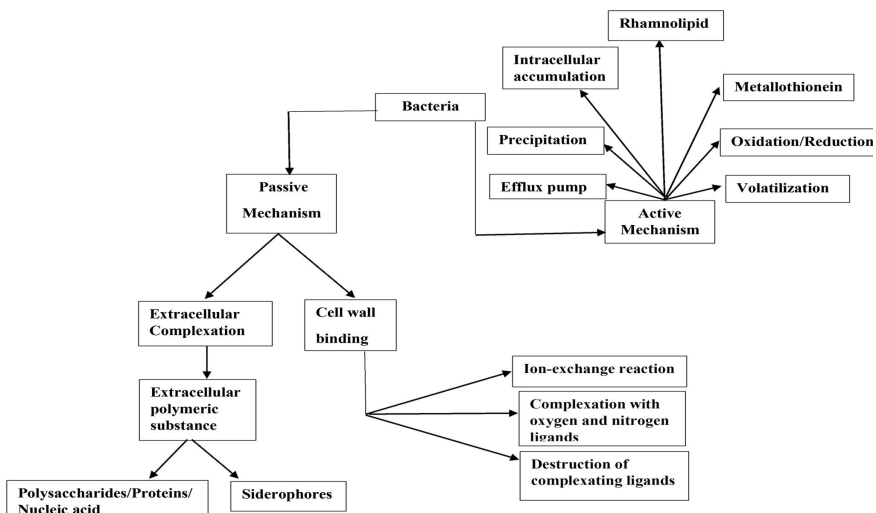 Rhamnolipid
Intracellular
accumulation
Metallothionein
Bacteria
Precipitation
Oxidation/Reduction
Passive
Mechanism
Efflux pump
Volatilization
Active
Mechanism
Extracellular
Complexation
Cell wall
binding
Ion-exchange reaction
Extracellular
polymeric
substance
Complexation with
oxygen and nitrogen
ligands
Destruction of
complexating ligands
Polysaccharides/Proteins/
Nucleic acid
Siderophores